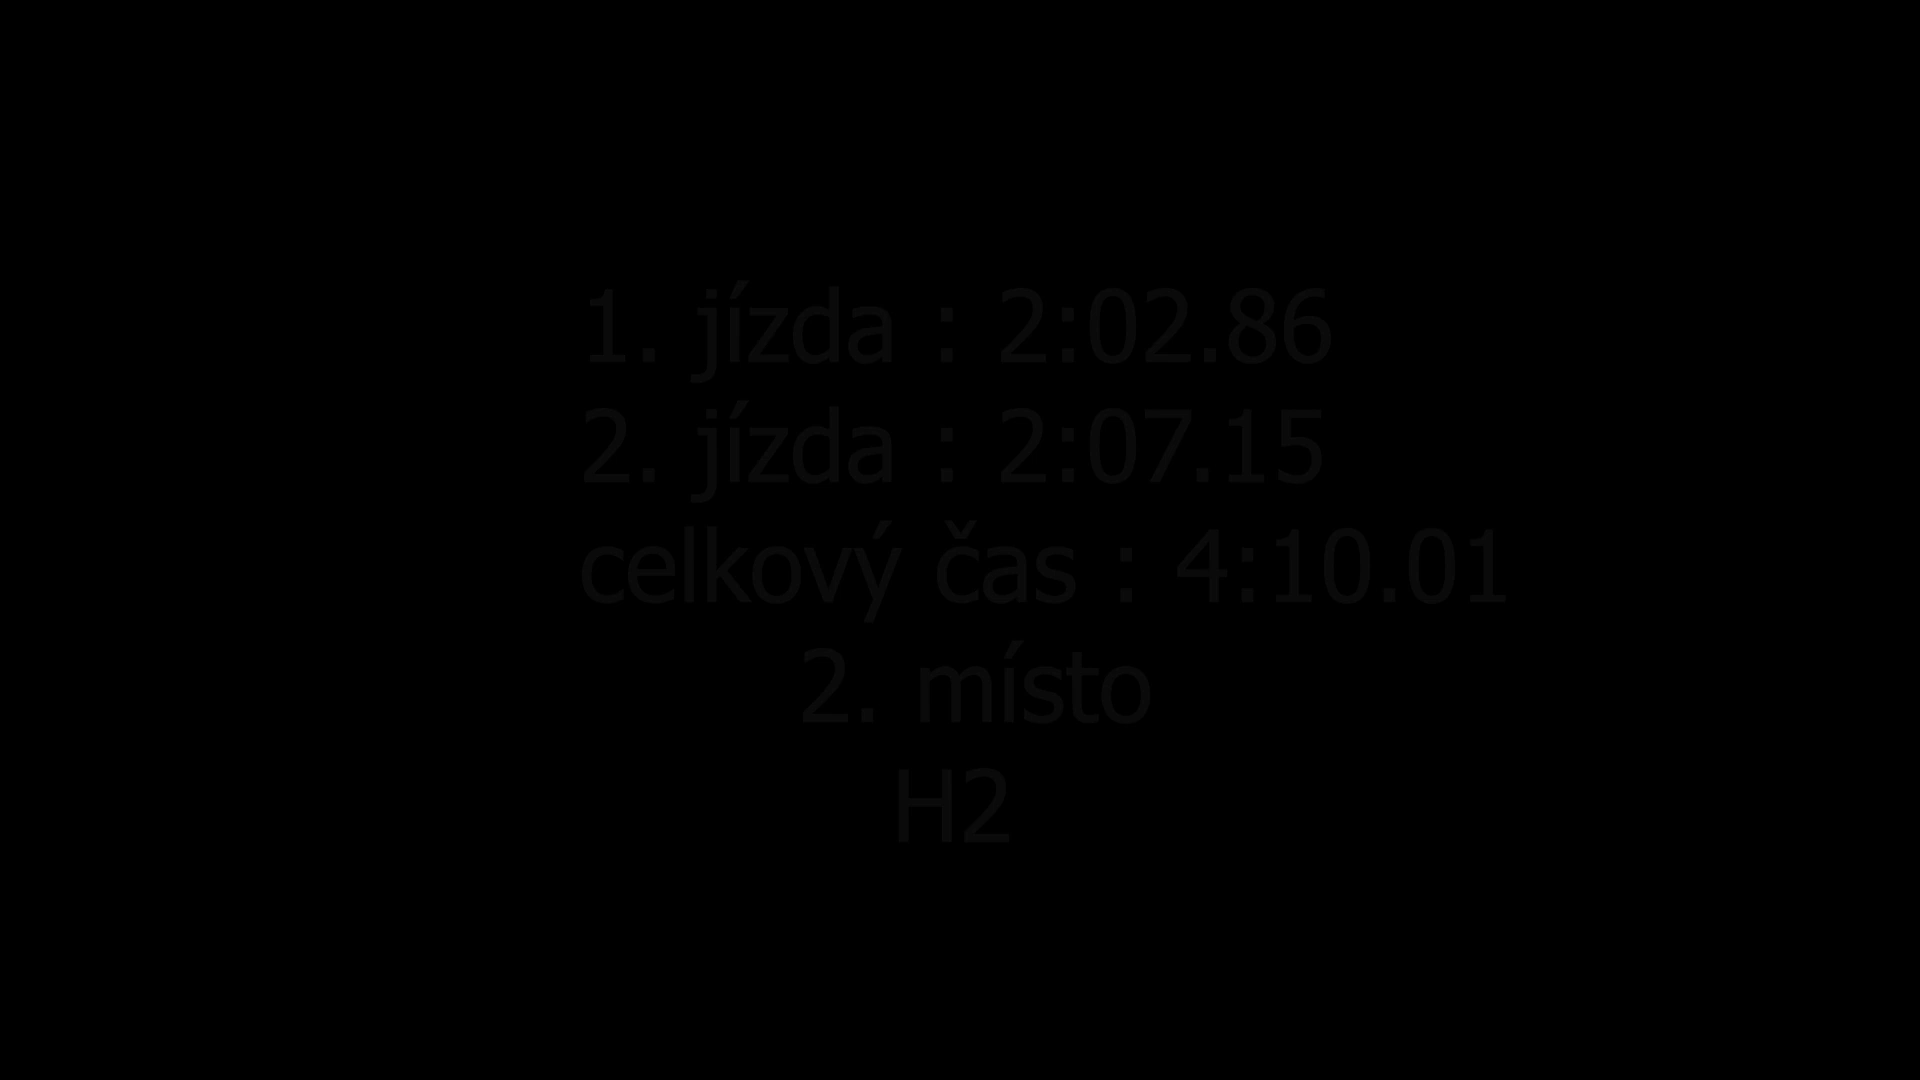 1. jízda : 2:02.86
2. jízda : 2:07.15
celkový čas : 4:10.01
2. místo
H2